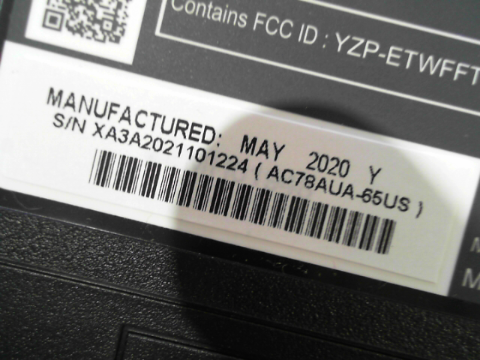 Contains FCC ID : YZP-ETWFFT
MANUFACTURED: MAY 2020 Y
S/N XA3A2021101224 ( AC78AUA-65US )